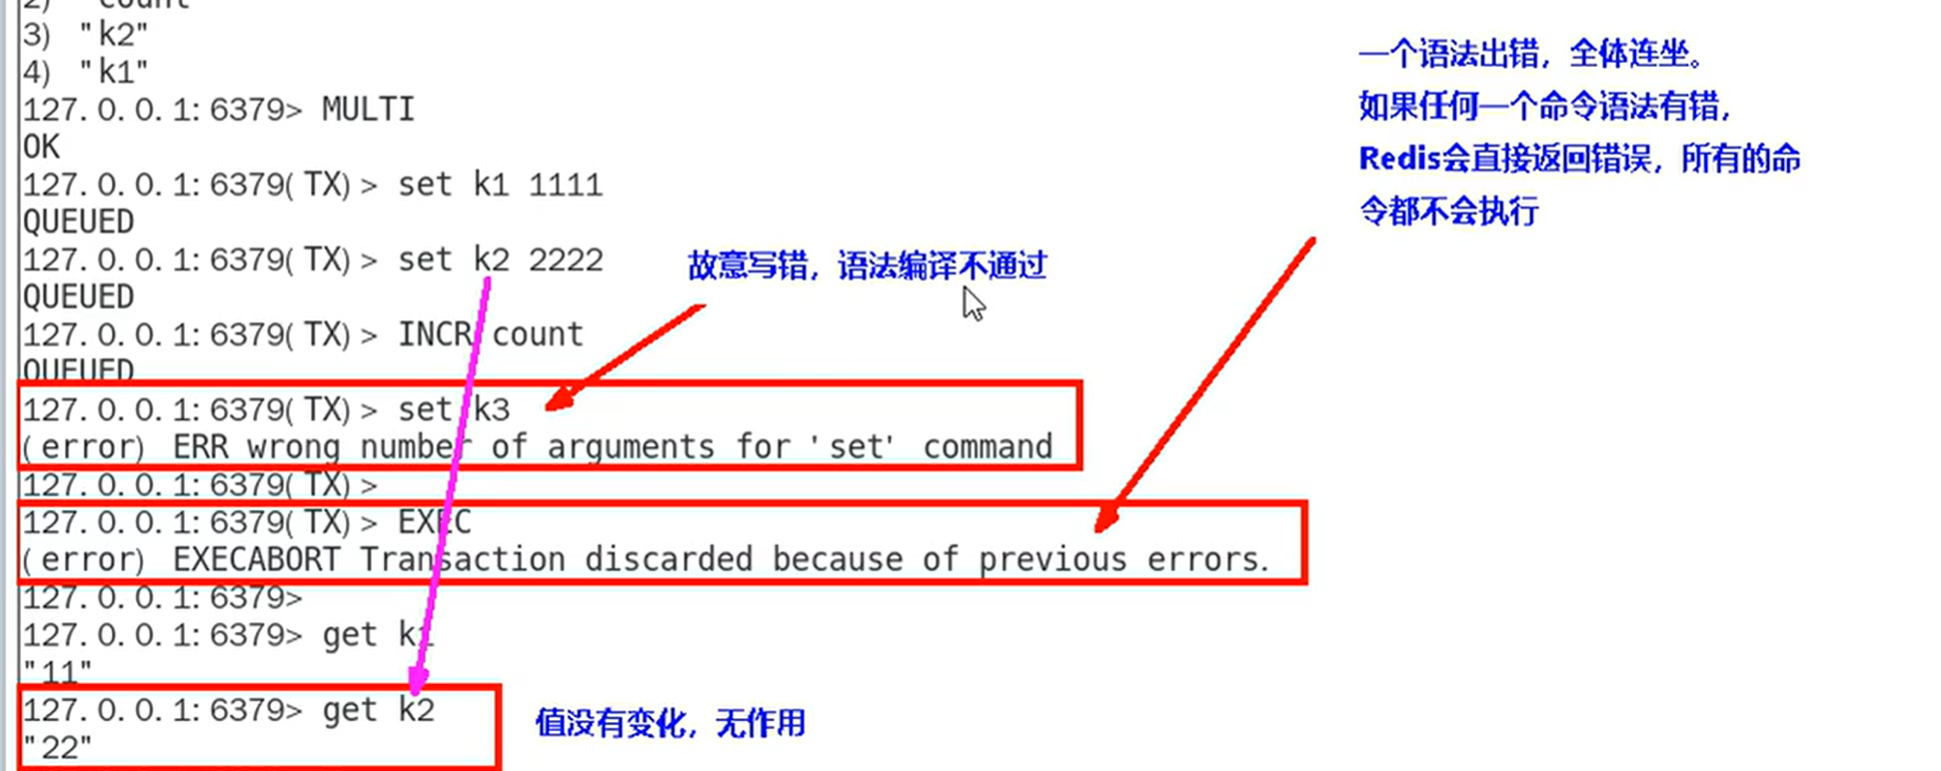 2) "count"
3) "k2"
4) "k1"
127.0.0.1:6379> MULTI
OK
127.0.0.1:6379(TX)> set k1 1111
QUEUED
127.0.0.1:6379(TX)> set k2 2222
QUEUED
127.0.0.1:6379(TX)> INCR count
QUEUED
127.0.0.1:6379(TX)> set k3
(error) ERR wrong number of arguments for 'set' command
127.0.0.1:6379(TX)>
127.0.0.1:6379(TX)> EXEC
(error) EXECABORT Transaction discarded because of previous errors.
127.0.0.1:6379>
127.0.0.1:6379> get k1
"11"
127.0.0.1:6379> get k2
"22"
故意写错，语法编译不通过
一个语法出错，全体连坐。
如果任何一个命令语法有错，
Redis会直接返回错误，所有的命
令都不会执行
值没有变化，无作用